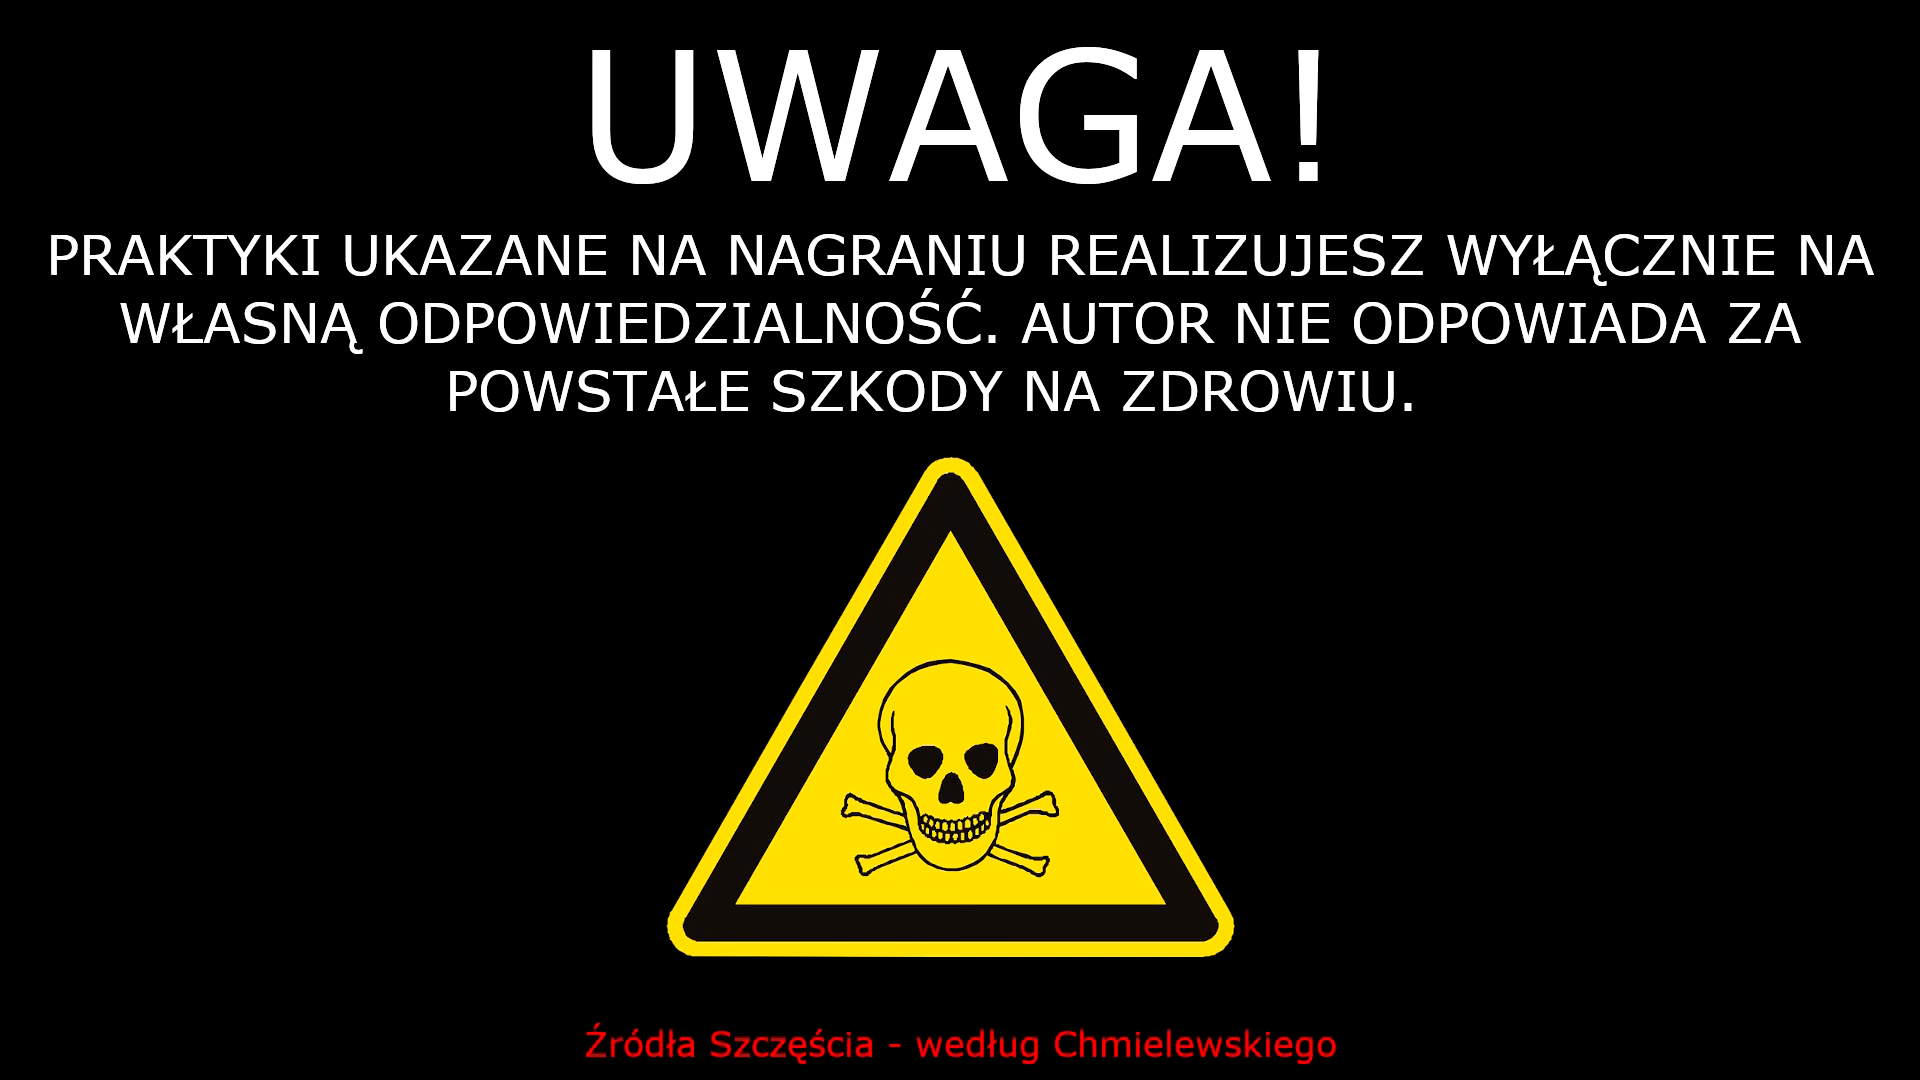 UWAGA!
PRAKTYKI UKAZANE NA NAGRANIU REALIZUJESZ WYŁĄCZNIE NA
WŁASNĄ ODPOWIEDZIALNOŚĆ. AUTOR NIE ODPOWIADA ZA
POWSTAŁE SZKODY NA ZDROWIU.
Źródła Szczęścia - według Chmielewskiego